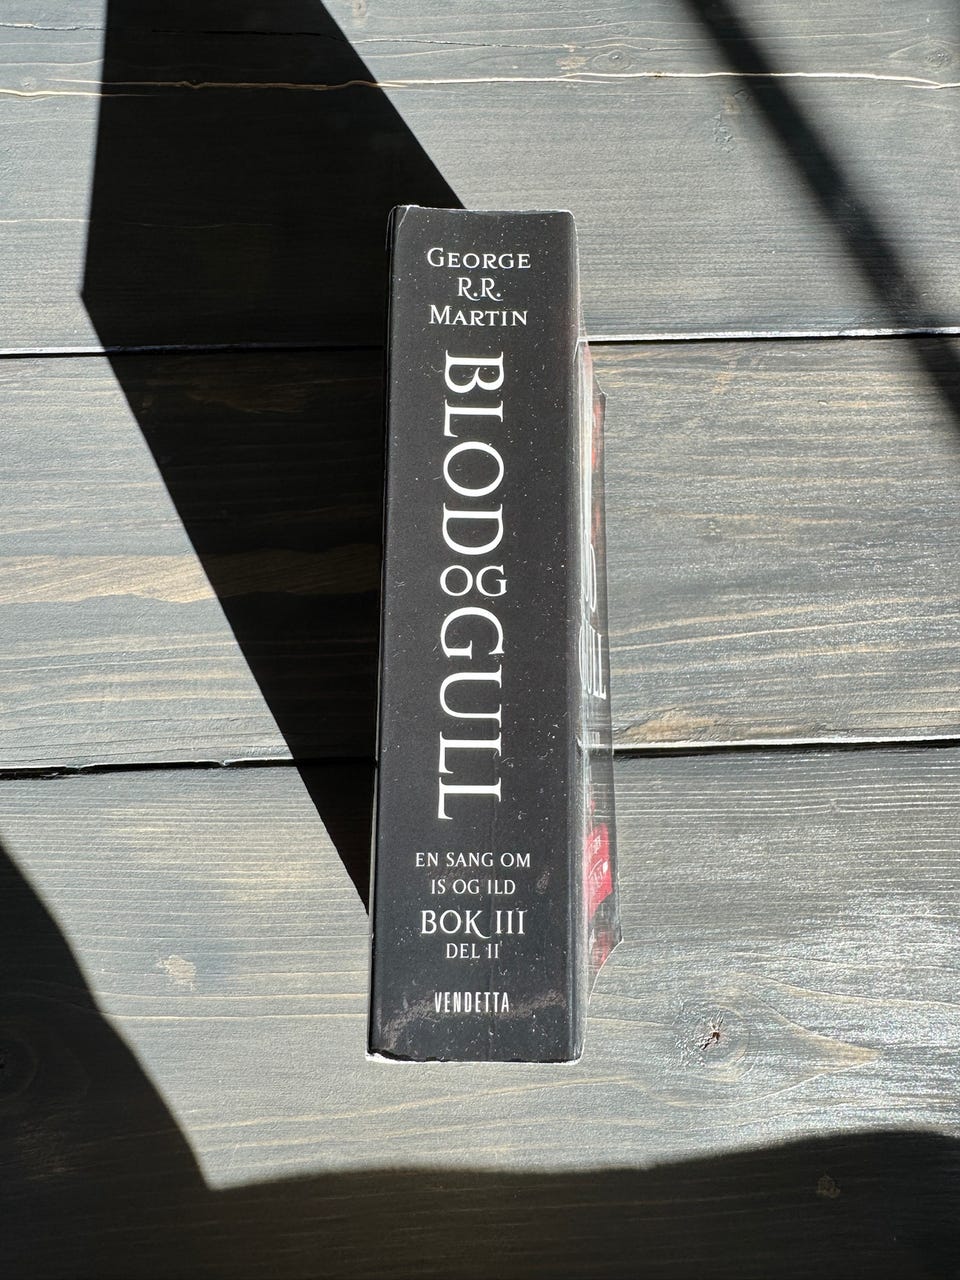 George
R.R.
Martin
BLOD OG GULL
EN SANG OM
IS OG ILD
BOK III
DEL II
VENDETTA